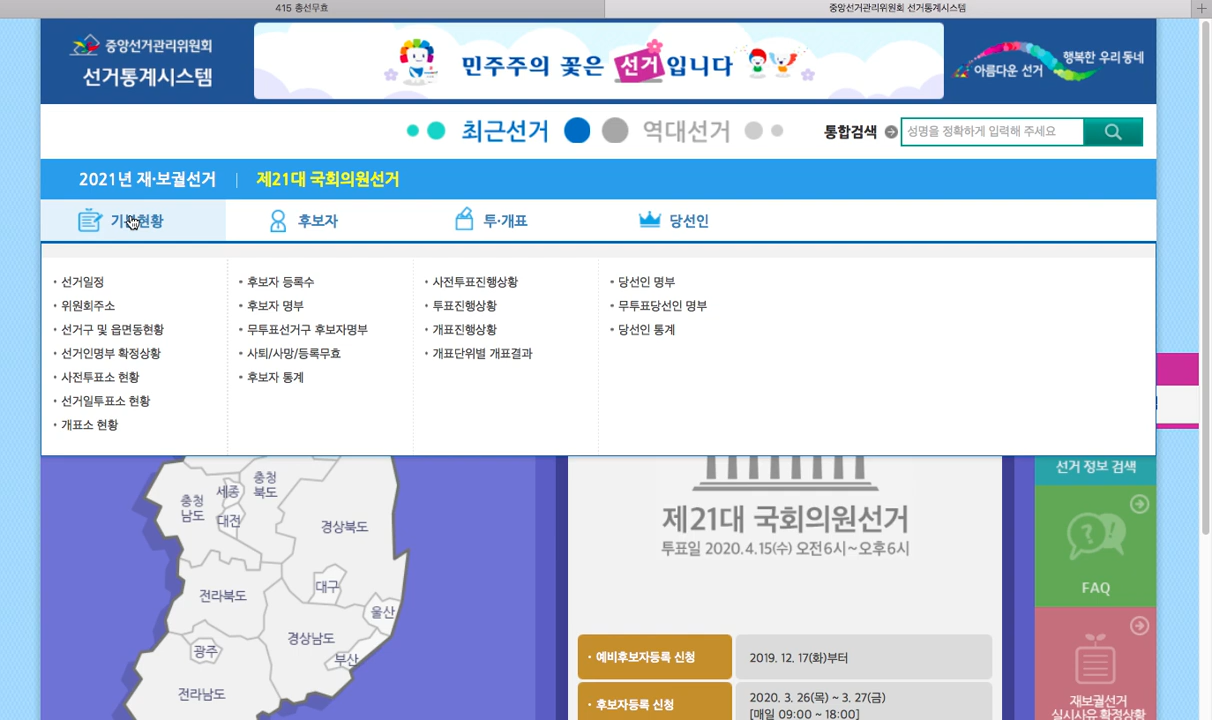 415 총선무효
중앙선거관리위원회 선거통계시스템
중앙선거관리위원회
선거통계시스템
민주주의 꽃은 선거입니다
아름다운 선거 행복한 우리동네
최근선거 역대선거
통합검색 성명을 정확하게 입력해 주세요
2021년 재·보궐선거 | 제21대 국회의원선거
기본현황 후보자 투·개표 당선인
선거일정
위원회주소
선거구 및 읍면동현황
선거인명부 확정상황
사전투표소 현황
선거일투표소 현황
개표소 현황
후보자 등록수
후보자 명부
무투표선거구 후보자명부
사퇴/사망/등록무효
후보자 통계
사전투표진행상황
투표진행상황
개표진행상황
개표단위별 개표결과
당선인 명부
무투표당선인 명부
당선인 통계
충청북도
세종
충청남도
대전
경상북도
대구
전라북도
울산
경상남도
광주
부산
전라남도
제21대 국회의원선거
투표일 2020.4.15(수) 오전6시~오후6시
· 예비후보자등록 신청 2019. 12. 17(화)부터
· 후보자등록 신청 2020. 3. 26(목) ~ 3. 27(금)
[매일 09:00 ~ 18:00]
선거 정보 검색
FAQ
재보궐선거
실시사유 확정상황